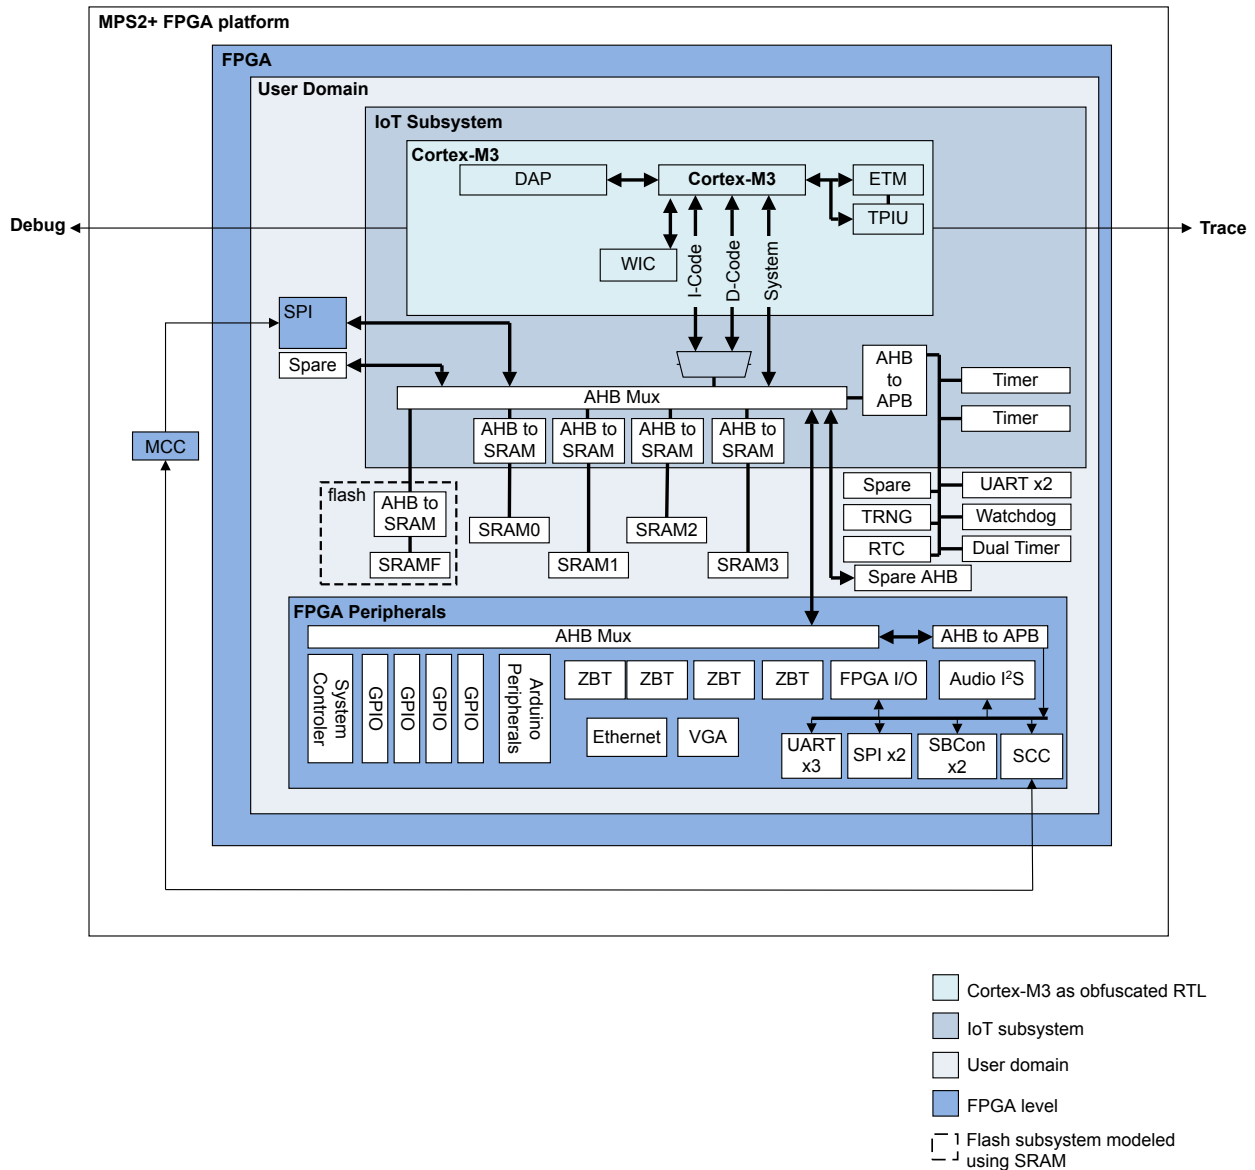 MPS2+ FPGA platform
FPGA
User Domain
IoT Subsystem
Cortex-M3
DAP
Cortex-M3
ETM
TPIU
Debug
Trace
WIC
I-Code
D-Code
System
SPI
Spare
AHB
to
APB
Timer
Timer
AHB Mux
MCC
AHB to
SRAM
AHB to
SRAM
AHB to
SRAM
AHB to
SRAM
flash
AHB to
SRAM
SRAMF
SRAM0
SRAM1
SRAM2
SRAM3
Spare
UART x2
TRNG
Watchdog
RTC
Dual Timer
Spare AHB
FPGA Peripherals
AHB Mux
AHB to APB
System
Controler
GPIO
GPIO
GPIO
GPIO
Arduino
Peripherals
ZBT
ZBT
ZBT
ZBT
FPGA I/O
Audio I²S
Ethernet
VGA
UART
x3
SPI x2
SBCon
x2
SCC
Cortex-M3 as obfuscated RTL
IoT subsystem
User domain
FPGA level
Flash subsystem modeled
using SRAM